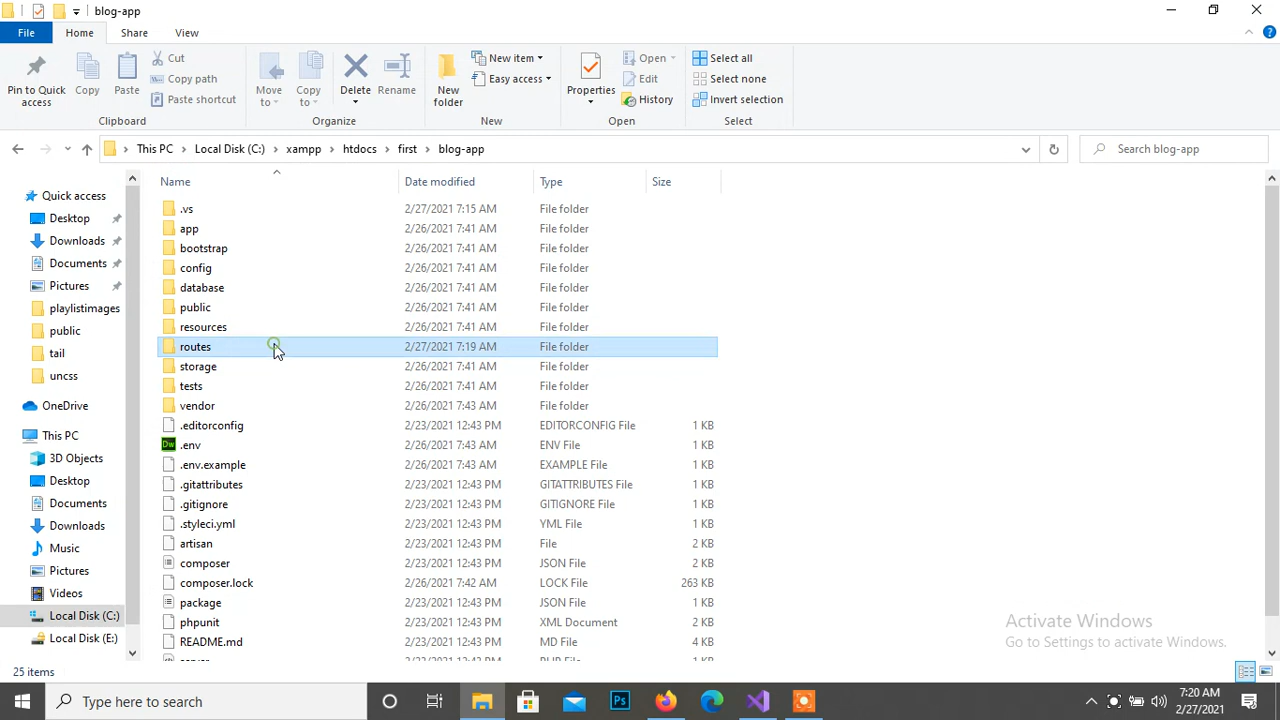 blog-app
File Home Share View
Pin to Quick access
Copy
Paste
Cut
Copy path
Paste shortcut
Clipboard
Move to
Copy to
Delete
Rename
Organize
New folder
New item
Easy access
New
Properties
Open
Edit
History
Open
Select all
Select none
Invert selection
Select
This PC > Local Disk (C:) > xampp > htdocs > first > blog-app
Search blog-app
Quick access
Desktop
Downloads
Documents
Pictures
playlistimages
public
tail
uncss
OneDrive
This PC
3D Objects
Desktop
Documents
Downloads
Music
Pictures
Videos
Local Disk (C:)
Local Disk (E:)
Name Date modified Type Size
.vs 2/27/2021 7:15 AM File folder
app 2/26/2021 7:41 AM File folder
bootstrap 2/26/2021 7:41 AM File folder
config 2/26/2021 7:41 AM File folder
database 2/26/2021 7:41 AM File folder
public 2/26/2021 7:41 AM File folder
resources 2/26/2021 7:41 AM File folder
routes 2/27/2021 7:19 AM File folder
storage 2/26/2021 7:41 AM File folder
tests 2/26/2021 7:41 AM File folder
vendor 2/26/2021 7:43 AM File folder
.editorconfig 2/23/2021 12:43 PM EDITORCONFIG File 1 KB
Dw .env 2/26/2021 7:43 AM ENV File 1 KB
.env.example 2/26/2021 7:43 AM EXAMPLE File 1 KB
.gitattributes 2/23/2021 12:43 PM GITATTRIBUTES File 1 KB
.gitignore 2/23/2021 12:43 PM GITIGNORE File 1 KB
.styleci.yml 2/23/2021 12:43 PM YML File 1 KB
artisan 2/23/2021 12:43 PM File 2 KB
composer 2/23/2021 12:43 PM JSON File 2 KB
composer.lock 2/26/2021 7:42 AM LOCK File 263 KB
package 2/23/2021 12:43 PM JSON File 1 KB
phpunit 2/23/2021 12:43 PM XML Document 2 KB
README.md 2/23/2021 12:43 PM MD File 4 KB
Activate Windows
Go to Settings to activate Windows.
25 items
Type here to search
Ps
7:20 AM
2/27/2021